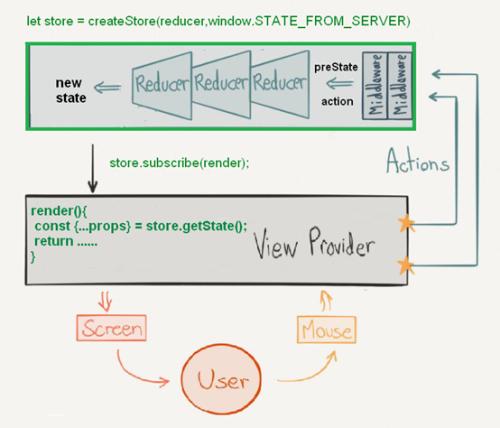 let store = createStore(reducer,window.STATE_FROM_SERVER)
new
state
Reducer
Reducer
Reducer
preState
action
Middleware
Middleware
Actions
store.subscribe(render);
render(){
const {...props} = store.getState();
return ......
}
View Provider
Screen
Mouse
User